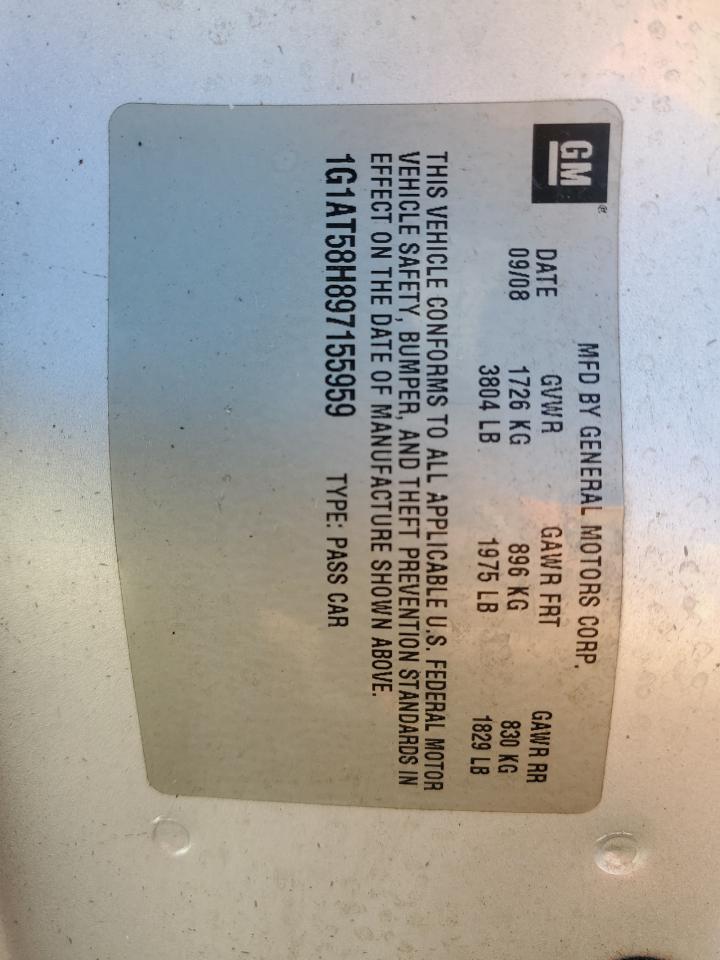 GM®
MFD BY GENERAL MOTORS CORP.
DATE GVWR GAWR FRT GAWR RR
09/08 1726 KG 896 KG 830 KG
3804 LB 1975 LB 1829 LB
THIS VEHICLE CONFORMS TO ALL APPLICABLE U.S. FEDERAL MOTOR
VEHICLE SAFETY, BUMPER, AND THEFT PREVENTION STANDARDS IN
EFFECT ON THE DATE OF MANUFACTURE SHOWN ABOVE.
1G1AT58H897155959 TYPE: PASS CAR